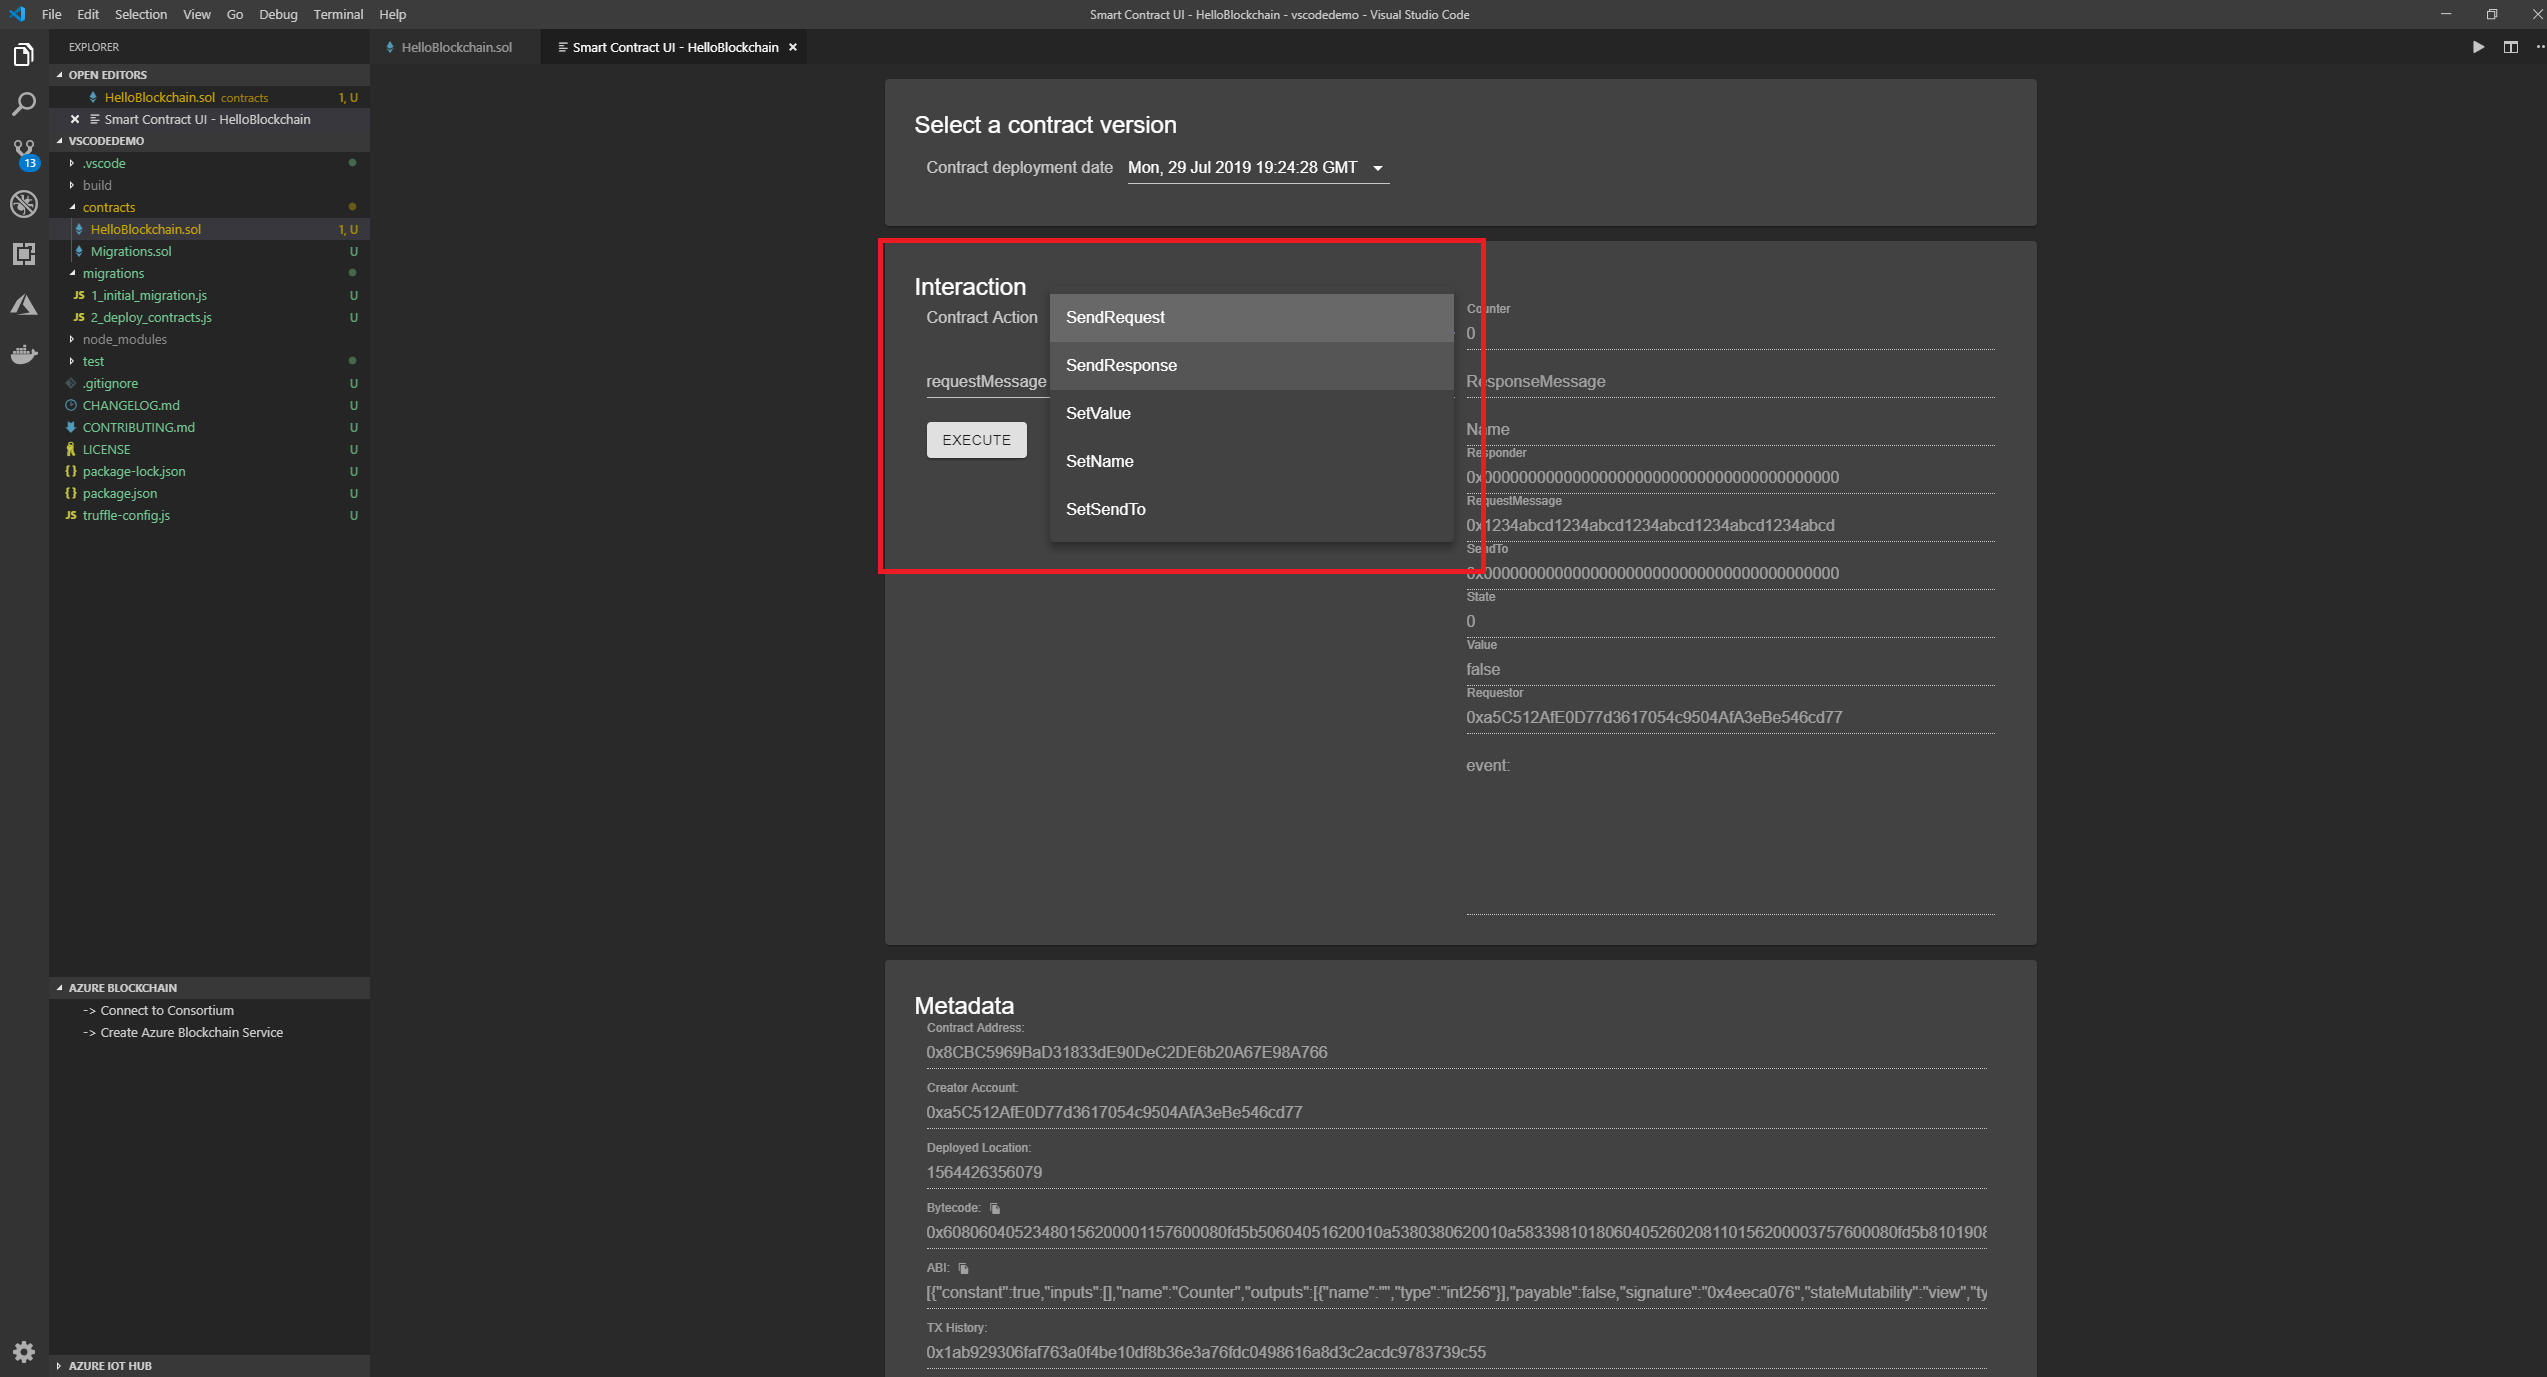 File Edit Selection View Go Debug Terminal Help
Smart Contract UI - HelloBlockchain - vscodedemo - Visual Studio Code
EXPLORER
OPEN EDITORS
HelloBlockchain.sol contracts 1, U
Smart Contract UI - HelloBlockchain
VSCODEDEMO
.vscode
build
contracts
HelloBlockchain.sol 1, U
Migrations.sol U
migrations
JS 1_initial_migration.js U
JS 2_deploy_contracts.js U
node_modules
test
.gitignore U
CHANGELOG.md U
CONTRIBUTING.md U
LICENSE U
{} package-lock.json U
{} package.json U
JS truffle-config.js U
13
AZURE BLOCKCHAIN
-> Connect to Consortium
-> Create Azure Blockchain Service
AZURE IOT HUB
HelloBlockchain.sol
Smart Contract UI - HelloBlockchain
Select a contract version
Contract deployment date Mon, 29 Jul 2019 19:24:28 GMT
Interaction
Contract Action
SendRequest
SendResponse
SetValue
SetName
SetSendTo
requestMessage
EXECUTE
Counter
0
ResponseMessage
Name
Responder
0x0000000000000000000000000000000000000000
RequestMessage
0x1234abcd1234abcd1234abcd1234abcd1234abcd
SendTo
0x0000000000000000000000000000000000000000
State
0
Value
false
Requestor
0xa5C512AfE0D77d3617054c9504AfA3eBe546cd77
event:
Metadata
Contract Address:
0x8CBC5969BaD31833dE90DeC2DE6b20A67E98A766
Creator Account:
0xa5C512AfE0D77d3617054c9504AfA3eBe546cd77
Deployed Location:
1564426356079
Bytecode:
0x60806040523480156200001157600080fd5b50604051620010a5380380620010a58339810180604052602081101562000037576000 80fd5b8101908
ABI:
[{"constant":true,"inputs":[],"name":"Counter","outputs":[{"name":"","type":"int256"}],"payable":false,"signature":"0x4eeca076","stateMutability":"view","ty
TX History:
0x1ab929306faf763a0f4be10df8b36e3a76fdc0498616a8d3c2acdc9783739c55